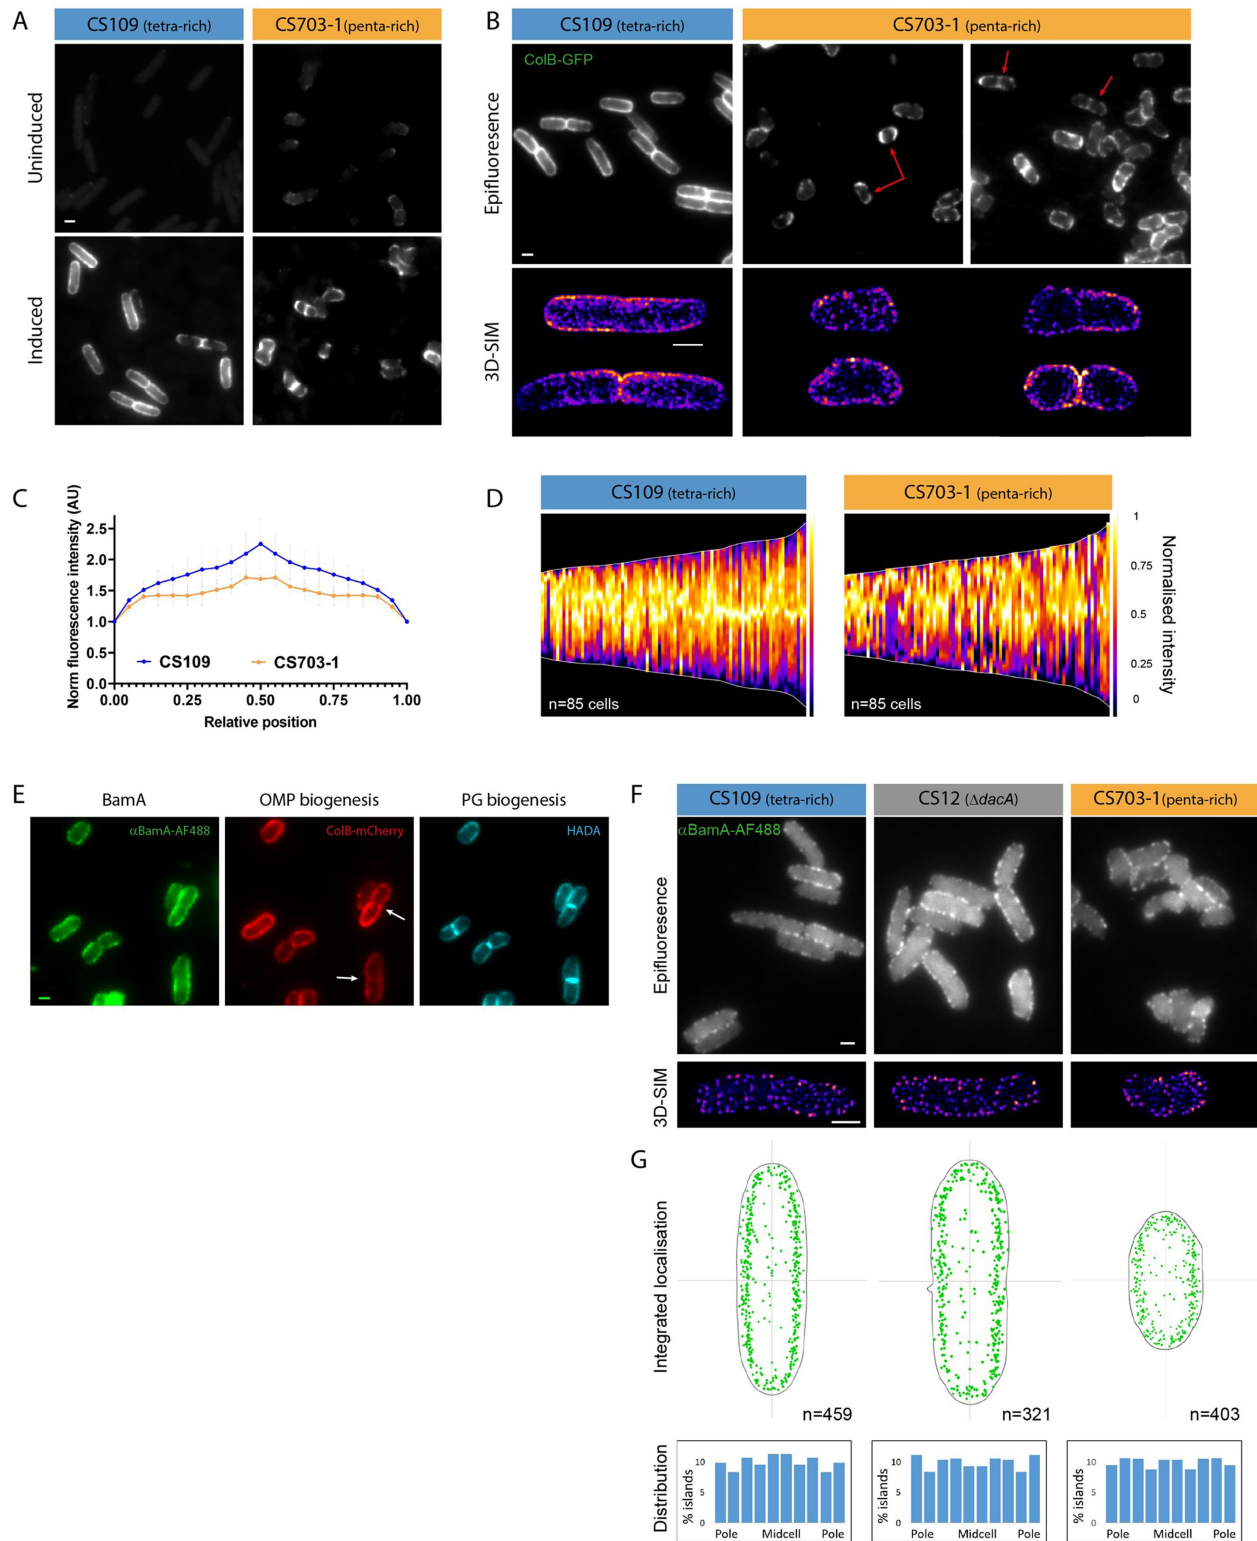 A
CS109 (tetra-rich)
CS703-1(penta-rich)
Uninduced
Induced
B
CS109 (tetra-rich)
CS703-1 (penta-rich)
ColB-GFP
Epifluoresence
3D-SIM
C
Norm fluorescence intensity (AU)
2.5
2.0
1.5
1.0
0.5
0.0
CS109
CS703-1
0.00
0.25
0.50
0.75
1.00
Relative position
D
CS109 (tetra-rich)
CS703-1 (penta-rich)
n=85 cells
n=85 cells
1
0.75
0.5
0.25
0
Normalised intensity
E
BamA
OMP biogenesis
PG biogenesis
αBamA-AF488
ColB-mCherry
HADA
F
CS109 (tetra-rich)
CS12 (ΔdacA)
CS703-1(penta-rich)
αBamA-AF488
Epifluoresence
3D-SIM
G
Integrated localisation
n=459
n=321
n=403
Distribution
% islands
10
5
0
Pole
Midcell
Pole
% islands
10
5
0
Pole
Midcell
Pole
% islands
10
5
0
Pole
Midcell
Pole